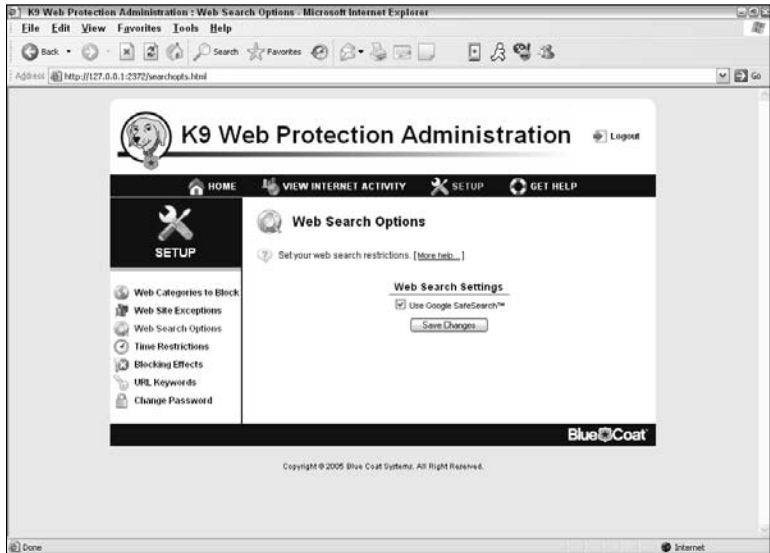 K9 Web Protection Administration : Web Search Options - Microsoft Internet Explorer
File Edit View Favorites Tools Help
Back Search Favorites
Address http://127.0.0.1:2372/searchopts.html Go
K9 Web Protection Administration Logout
HOME VIEW INTERNET ACTIVITY SETUP GET HELP
SETUP
Web Categories to Block
Web Site Exceptions
Web Search Options
Time Restrictions
Blocking Effects
URL Keywords
Change Password
Web Search Options
Set your web search restrictions. [More help... ]
Web Search Settings
Use Google SafeSearch™
Save Changes
Blue Coat
Copyright © 2005 Blue Coat Systems. All Right Reserved.
Done Internet